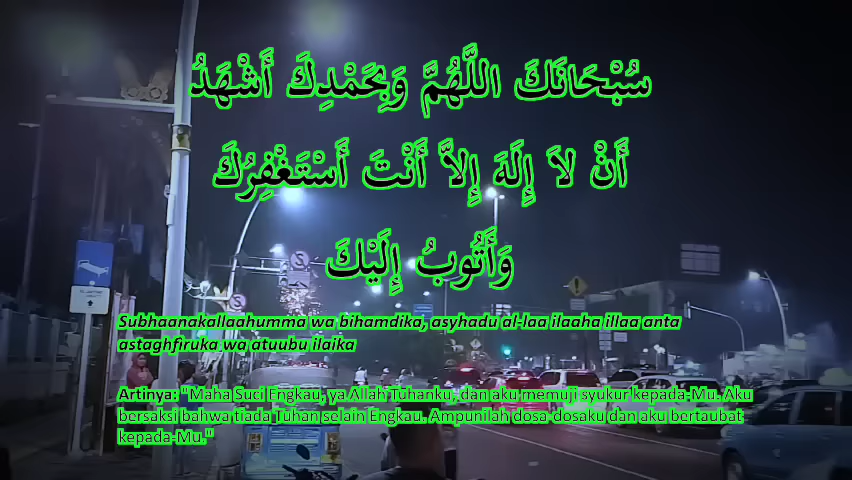 سُبْحَانَكَ اللَّهُمَّ وَبِحَمْدِكَ أَشْهَدُ
أَنْ لاَ إِلَهَ إِلاَّ أَنْتَ أَسْتَغْفِرُكَ
وَأَتُوبُ إِلَيْكَ
Subhaanakallaahumma wa bihamdika, asyhadu al-laa ilaaha illaa anta
astaghfiruka wa atuubu ilaika
Artinya: "Maha Suci Engkau, ya Allah Tuhanku, dan aku memuji syukur kepada-Mu. Aku
bersaksi bahwa tiada Tuhan selain Engkau. Ampunilah dosa-dosaku dan aku bertaubat
kepada-Mu."